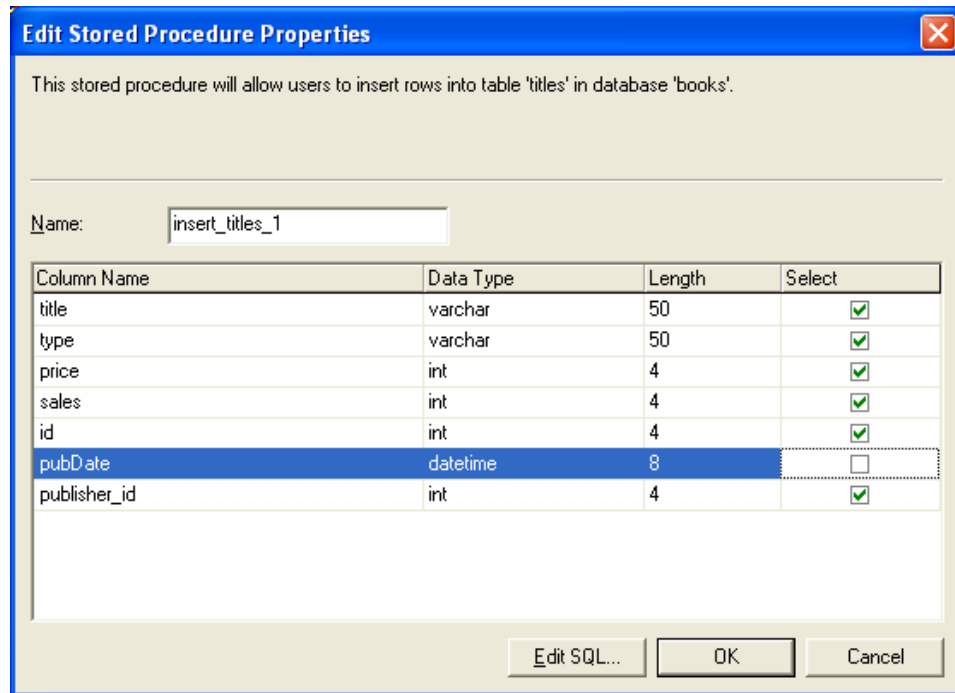 Edit Stored Procedure Properties
This stored procedure will allow users to insert rows into table 'titles' in database 'books'.
Name: insert_titles_1
Column Name Data Type Length Select
title varchar 50
type varchar 50
price int 4
sales int 4
id int 4
pubDate datetime 8
publisher_id int 4
Edit SQL... OK Cancel